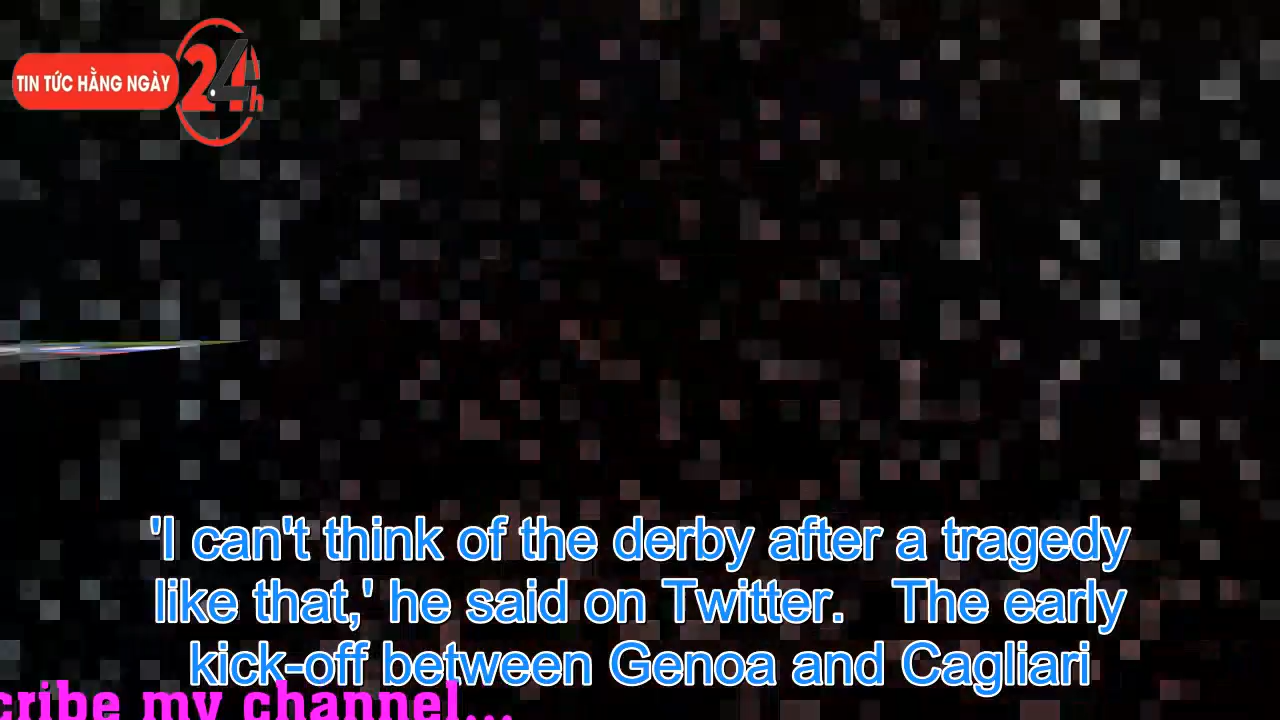 TIN TỨC HẰNG NGÀY
24h
'I can't think of the derby after a tragedy
like that,' he said on Twitter. The early
kick-off between Genoa and Cagliari
cribe my channel...